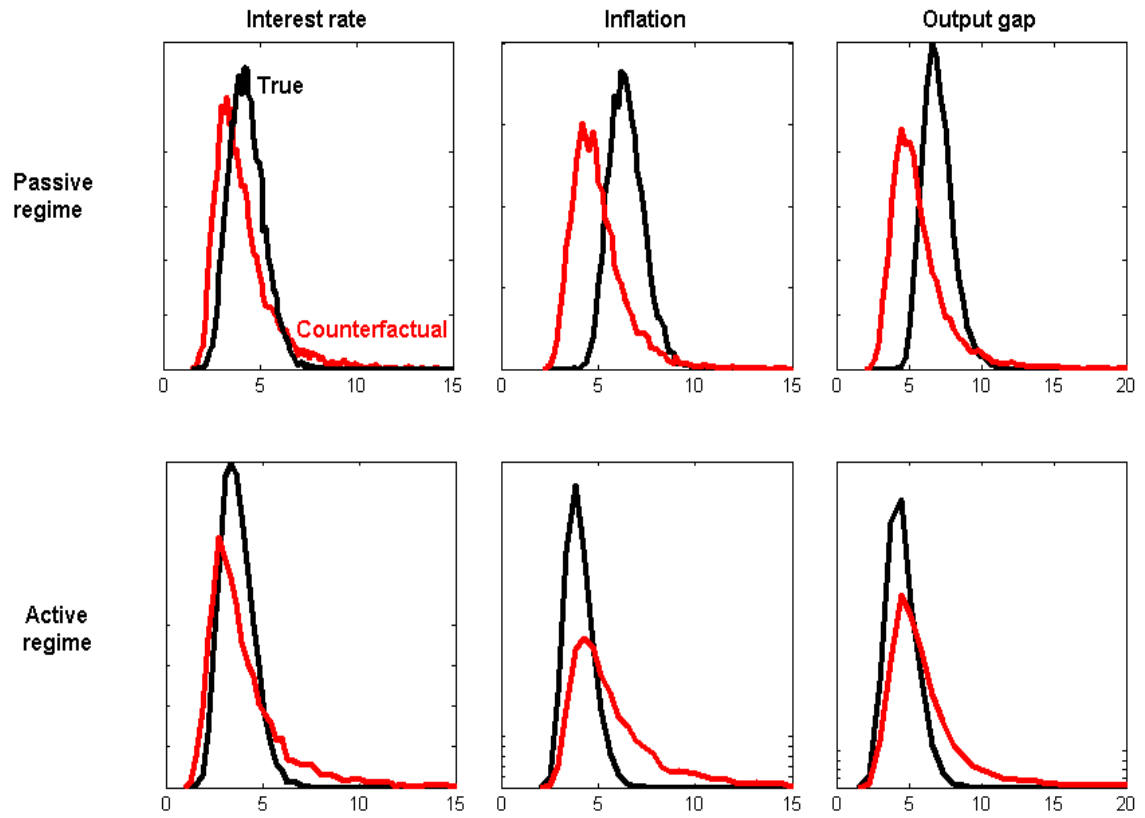 Interest rate Inflation Output gap
True
Passive
regime
Counterfactual
0 5 10 15 0 5 10 15 0 5 10 15 20
Active
regime
0 5 10 15 0 5 10 15 0 5 10 15 20